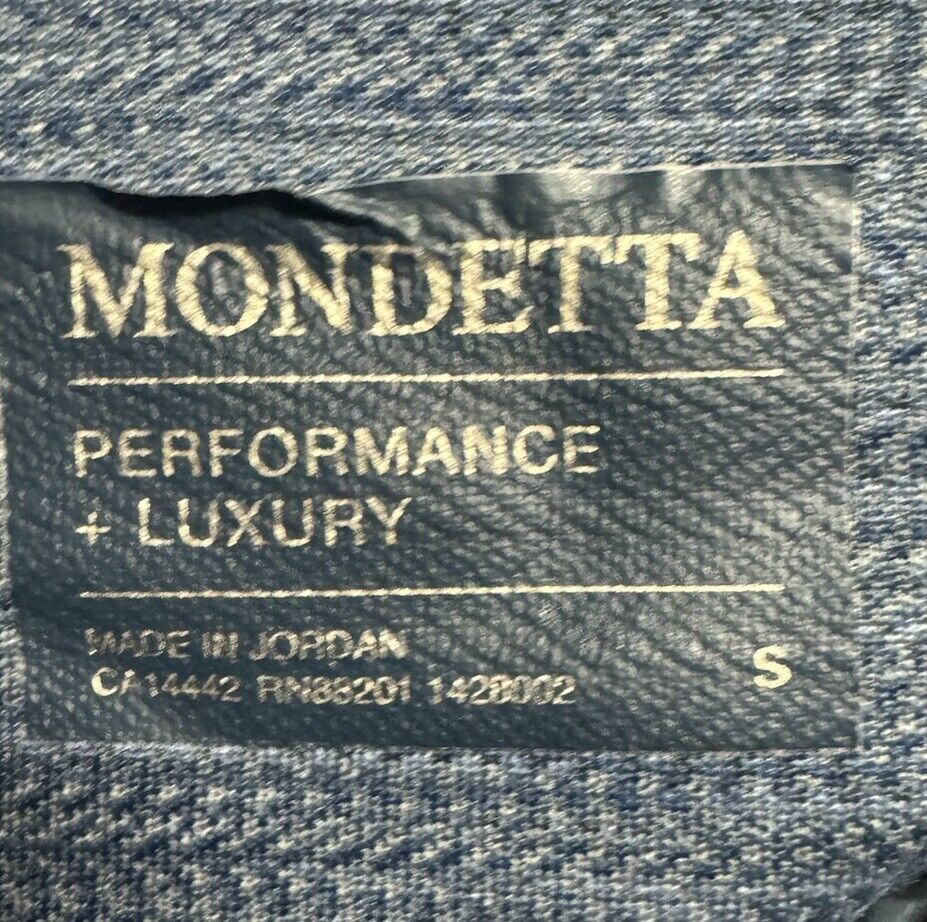 MONDETTA
PERFORMANCE
+ LUXURY
MADE IN JORDAN
S
CA14442 RN88201 1428002